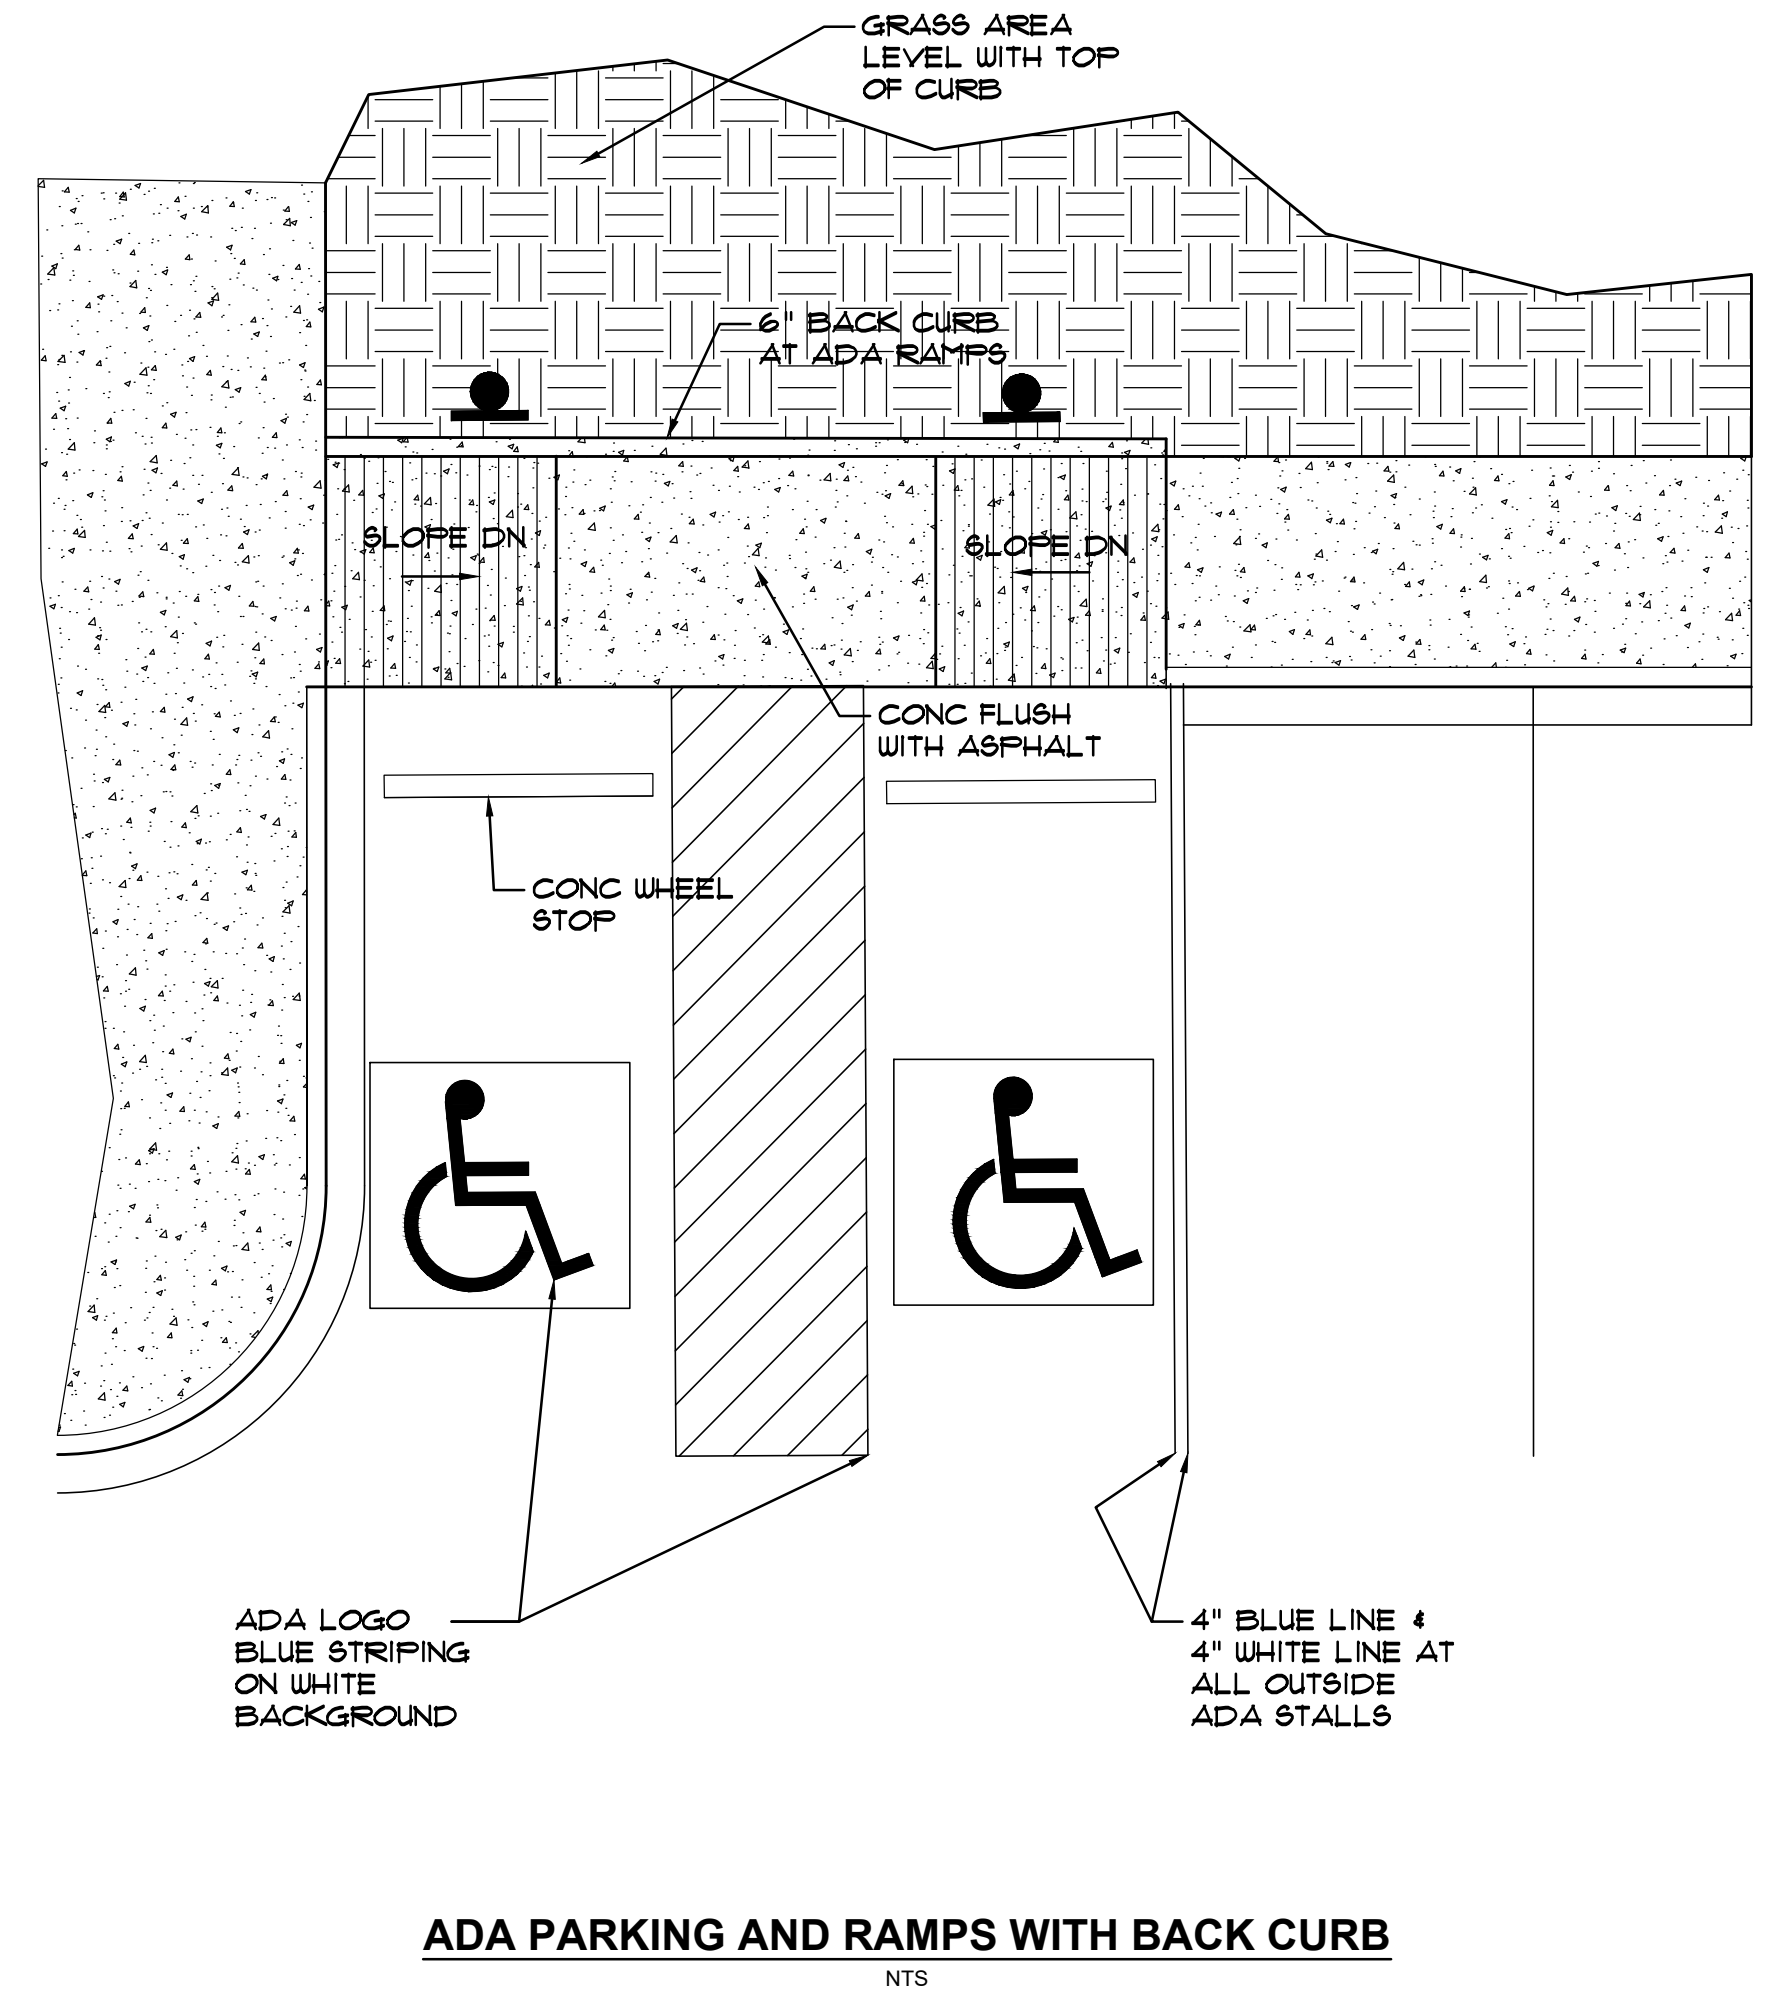 GRASS AREA
LEVEL WITH TOP
OF CURB
6" BACK CURB
AT ADA RAMPS
SLOPE DN
SLOPE DN
CONC FLUSH
WITH ASPHALT
CONC WHEEL
STOP
ADA LOGO
BLUE STRIPING
ON WHITE
BACKGROUND
4" BLUE LINE &
4" WHITE LINE AT
ALL OUTSIDE
ADA STALLS
ADA PARKING AND RAMPS WITH BACK CURB
NTS